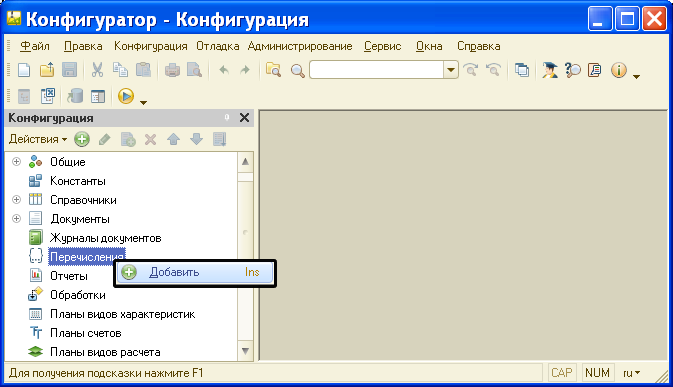 Конфигуратор - Конфигурация
Файл Правка Конфигурация Отладка Администрирование Сервис Окна Справка
Конфигурация
Действия
Общие
Константы
Справочники
Документы
Журналы документов
Перечисления
Добавить Ins
Отчеты
Обработки
Планы видов характеристик
Планы счетов
Планы видов расчета
Для получения подсказки нажмите F1 CAP NUM ru